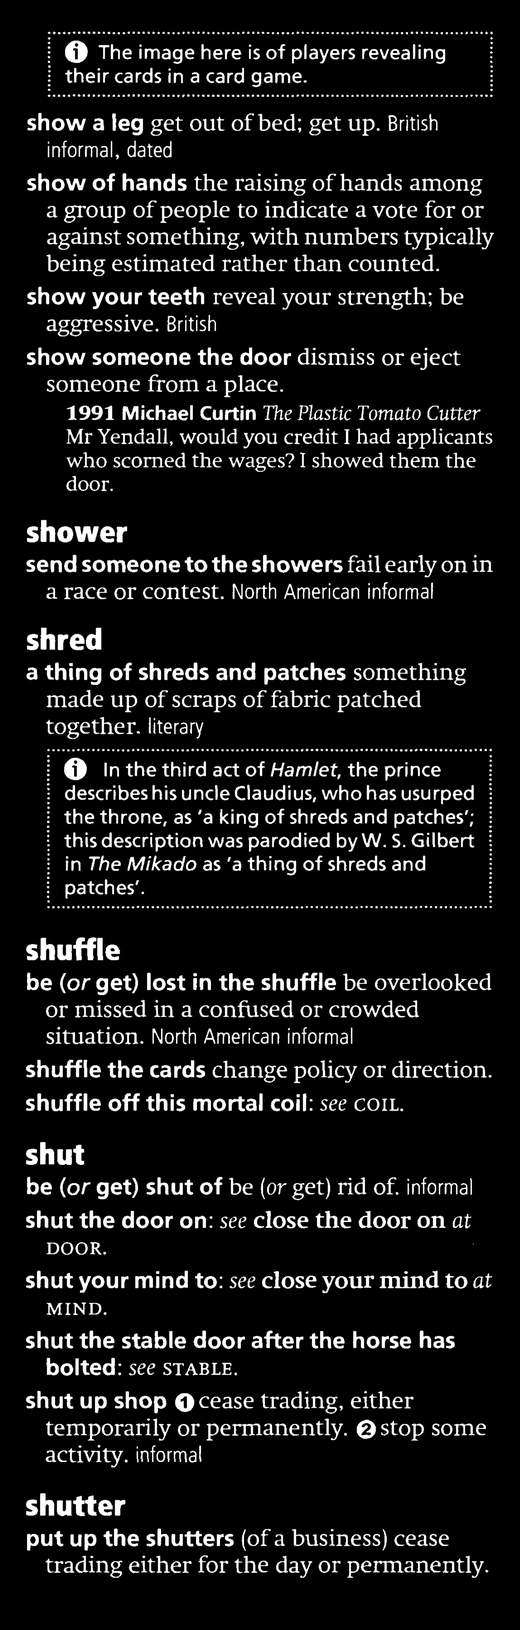 ⓘ The image here is of players revealing
their cards in a card game.
show a leg get out of bed; get up. British
informal, dated
show of hands the raising of hands among
a group of people to indicate a vote for or
against something, with numbers typically
being estimated rather than counted.
show your teeth reveal your strength; be
aggressive. British
show someone the door dismiss or eject
someone from a place.
1991 Michael Curtin The Plastic Tomato Cutter
Mr Yendall, would you credit I had applicants
who scorned the wages? I showed them the
door.
shower
send someone to the showers fail early on in
a race or contest. North American informal
shred
a thing of shreds and patches something
made up of scraps of fabric patched
together. literary
ⓘ In the third act of Hamlet, the prince
describes his uncle Claudius, who has usurped
the throne, as ‘a king of shreds and patches’;
this description was parodied by W. S. Gilbert
in The Mikado as ‘a thing of shreds and
patches’.
shuffle
be (or get) lost in the shuffle be overlooked
or missed in a confused or crowded
situation. North American informal
shuffle the cards change policy or direction.
shuffle off this mortal coil: see COIL.
shut
be (or get) shut of be (or get) rid of. informal
shut the door on: see close the door on at
DOOR.
shut your mind to: see close your mind to at
MIND.
shut the stable door after the horse has
bolted: see STABLE.
shut up shop ❶ cease trading, either
temporarily or permanently. ❷ stop some
activity. informal
shutter
put up the shutters (of a business) cease
trading either for the day or permanently.